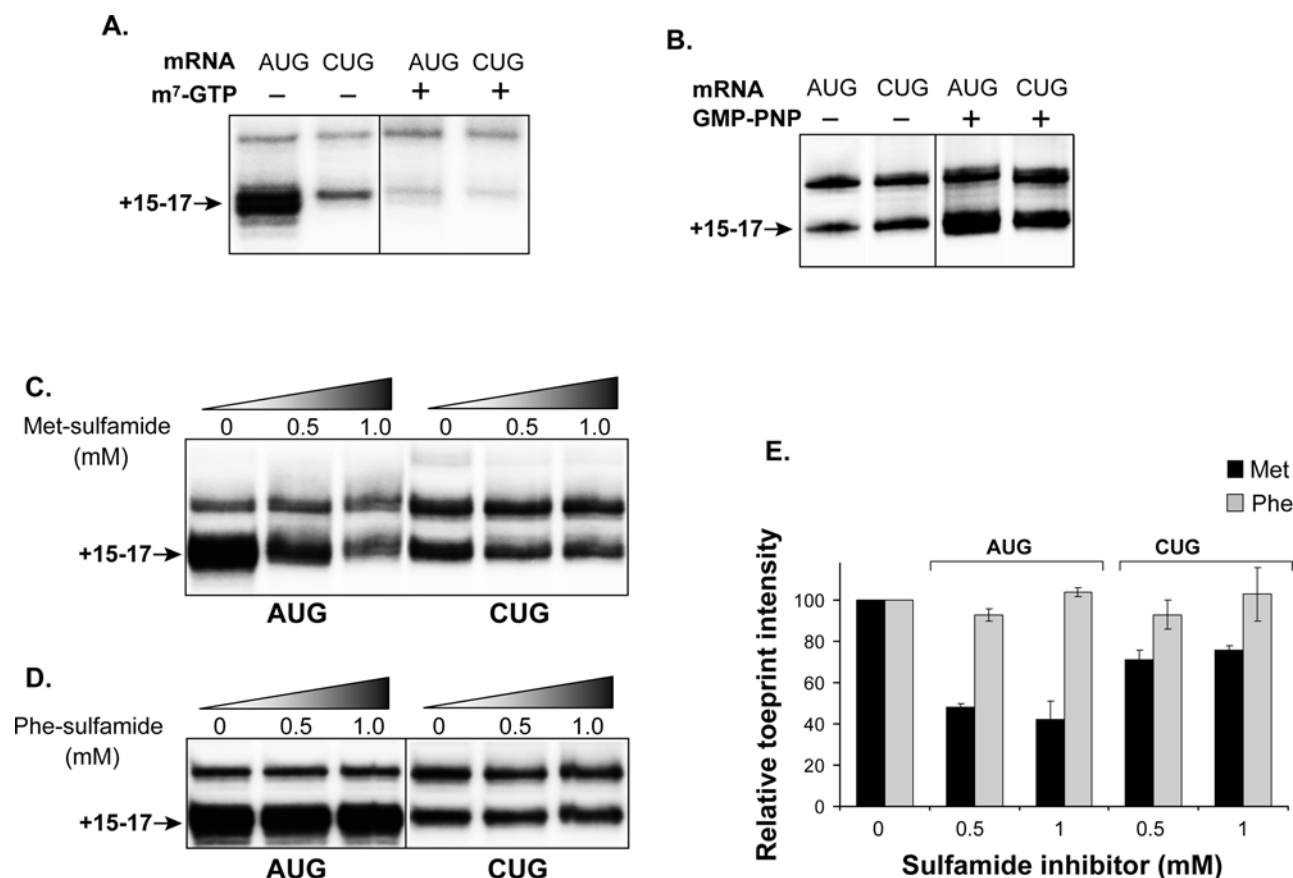 A.
mRNA AUG CUG AUG CUG
m⁷-GTP – – + +
+15-17→
B.
mRNA AUG CUG AUG CUG
GMP-PNP – – + +
+15-17→
C.
Met-sulfamide 0 0.5 1.0 0 0.5 1.0
(mM)
+15-17→
AUG CUG
D.
Phe-sulfamide 0 0.5 1.0 0 0.5 1.0
(mM)
+15-17→
AUG CUG
E.
Met
Phe
AUG CUG
Relative toeprint intensity
100
80
60
40
20
0
0 0.5 1 0.5 1
Sulfamide inhibitor (mM)